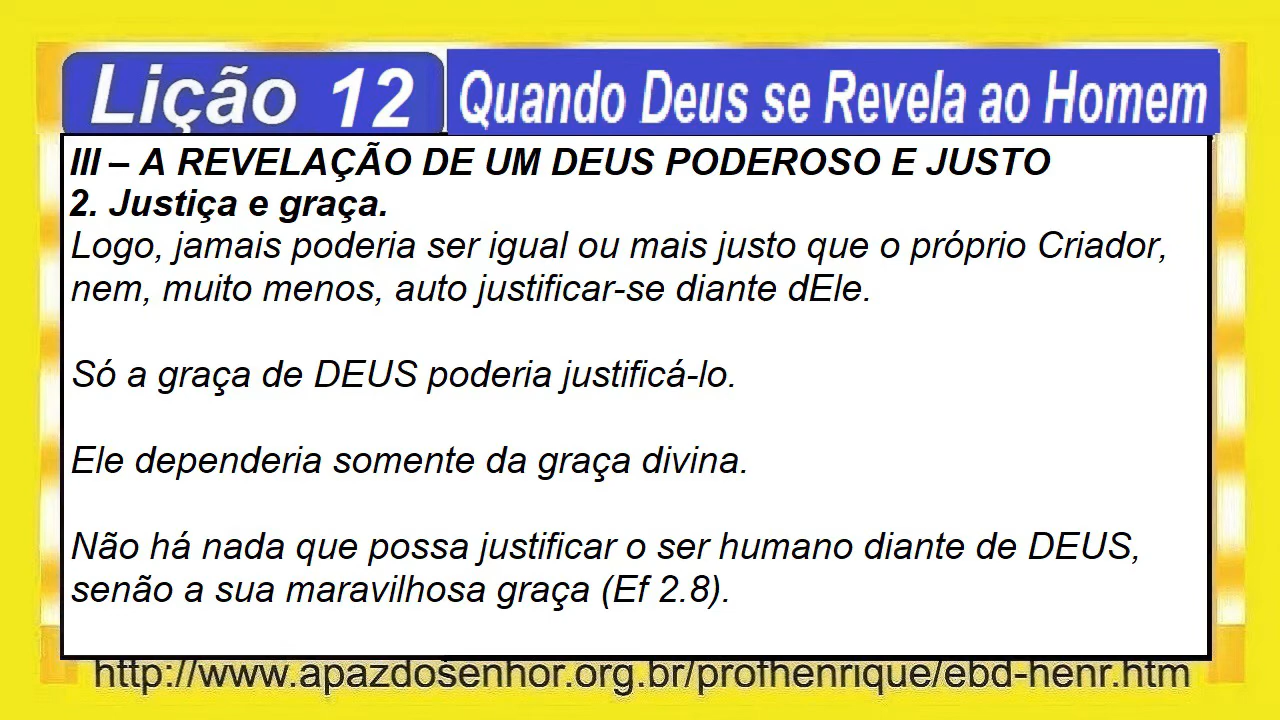 Lição 12 Quando Deus se Revela ao Homem
III – A REVELAÇÃO DE UM DEUS PODEROSO E JUSTO
2. Justiça e graça.
Logo, jamais poderia ser igual ou mais justo que o próprio Criador,
nem, muito menos, auto justificar-se diante dEle.
Só a graça de DEUS poderia justificá-lo.
Ele dependeria somente da graça divina.
Não há nada que possa justificar o ser humano diante de DEUS,
senão a sua maravilhosa graça (Ef 2.8).
http://www.apazdosenhor.org.br/profhenrique/ebd-henr.htm